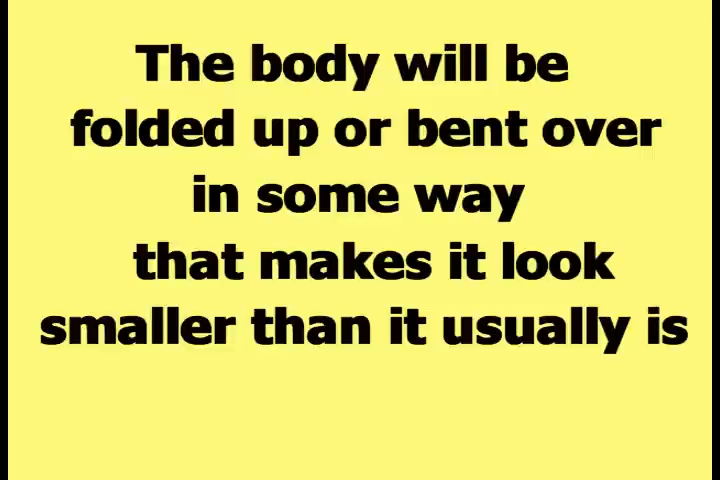 The body will be
folded up or bent over
in some way
that makes it look
smaller than it usually is